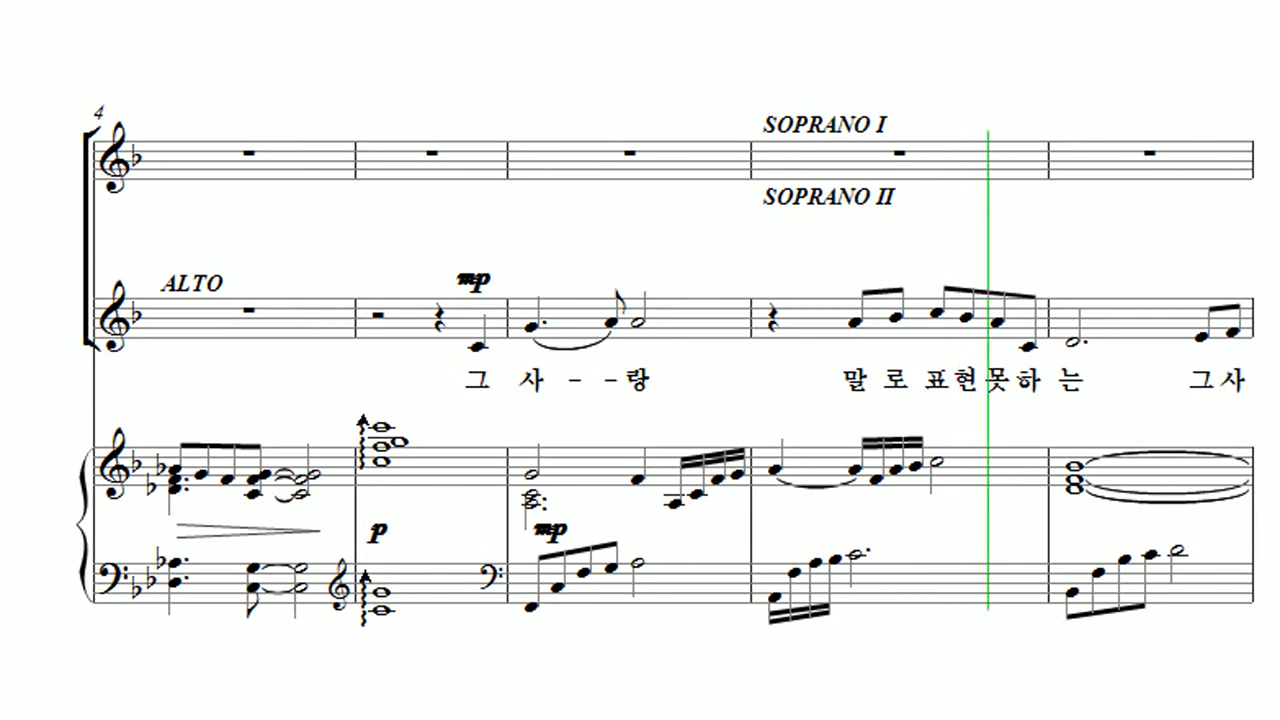 4
SOPRANO I
SOPRANO II
ALTO
mp
그 사 - - 랑 말 로 표 현 못 하 는 그 사
p
mp